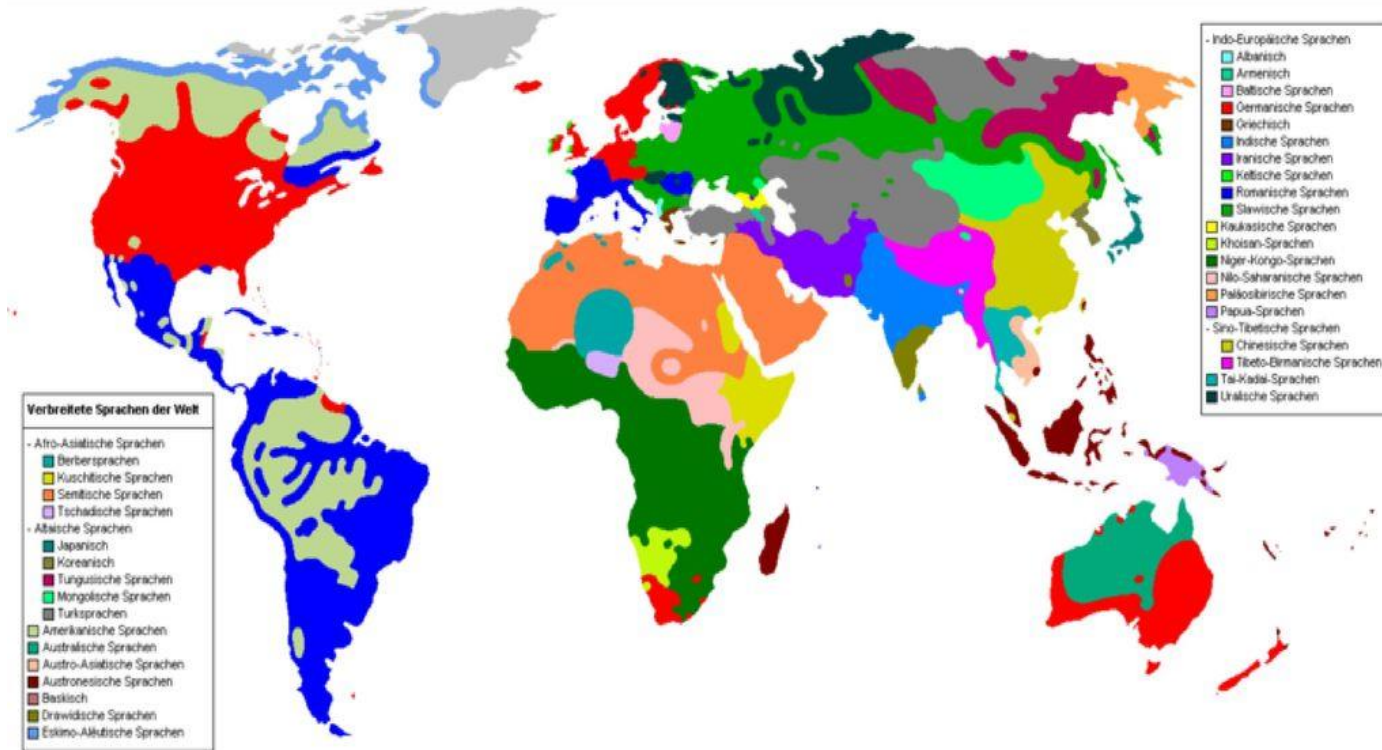 Verbreitete Sprachen der Welt
- Afro-Asiatische Sprachen
Berbersprachen
Kuschitische Sprachen
Semitische Sprachen
Tschadische Sprachen
- Altaische Sprachen
Japanisch
Koreanisch
Tungusische Sprachen
Mongolische Sprachen
Turksprachen
Amerikanische Sprachen
Australische Sprachen
Austro-Asiatische Sprachen
Austronesische Sprachen
Baskisch
Drawidische Sprachen
Eskimo-Aléutische Sprachen
- Indo-Europäische Sprachen
Albanisch
Armenisch
Baltische Sprachen
Germanische Sprachen
Griechisch
Indische Sprachen
Iranische Sprachen
Keltische Sprachen
Romanische Sprachen
Slawische Sprachen
Kaukasische Sprachen
Khoisan-Sprachen
Niger-Kongo-Sprachen
Nilo-Saharanische Sprachen
Paläosibirische Sprachen
Papua-Sprachen
- Sino-Tibetische Sprachen
Chinesische Sprachen
Tibeto-Birmanische Sprachen
Tai-Kadai-Sprachen
Uralische Sprachen